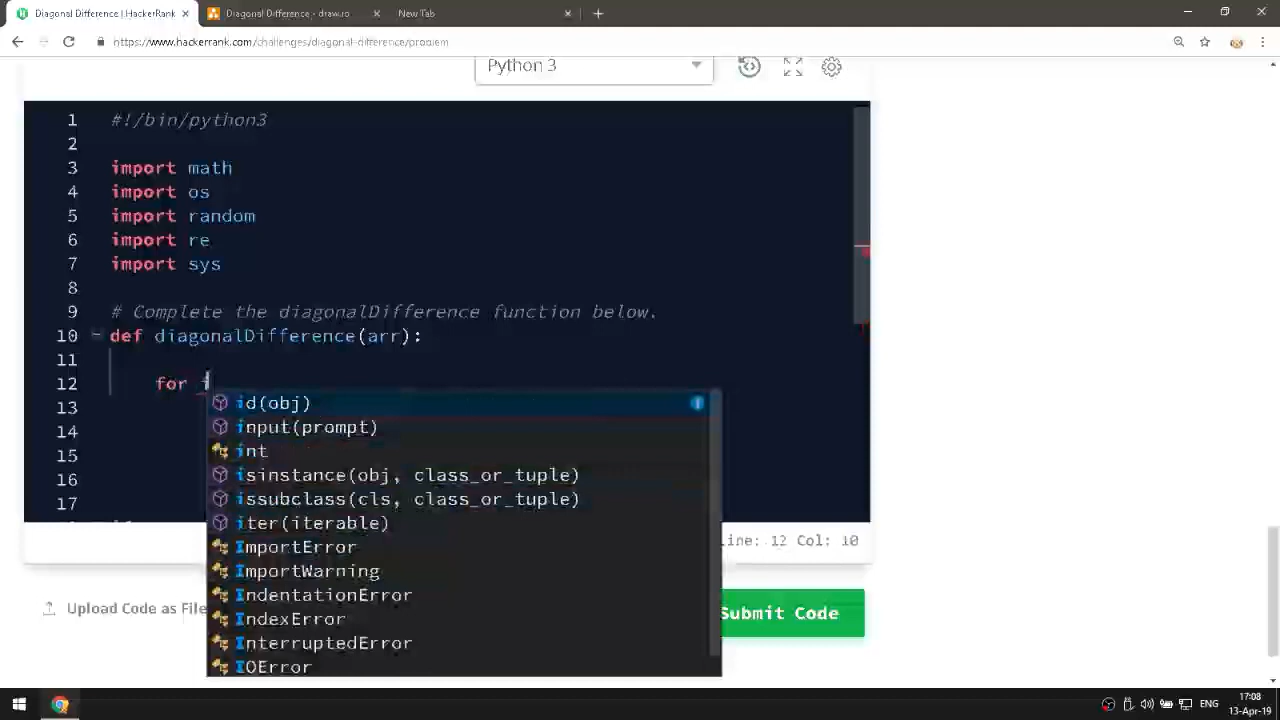 Diagonal Difference | HackerRank
Diagonal Difference - draw.io
New Tab
https://www.hackerrank.com/challenges/diagonal-difference/problem
Python 3
1 #!/bin/python3
2
3 import math
4 import os
5 import random
6 import re
7 import sys
8
9 # Complete the diagonalDifference function below.
10 def diagonalDifference(arr):
11
12 for i
13
14
15
16
17
id(obj)
input(prompt)
int
isinstance(obj, class_or_tuple)
issubclass(cls, class_or_tuple)
iter(iterable)
ImportError
ImportWarning
IndentationError
IndexError
InterruptedError
IOError
Line: 12 Col: 10
Upload Code as File
Submit Code
ENG
17:08
13-Apr-19